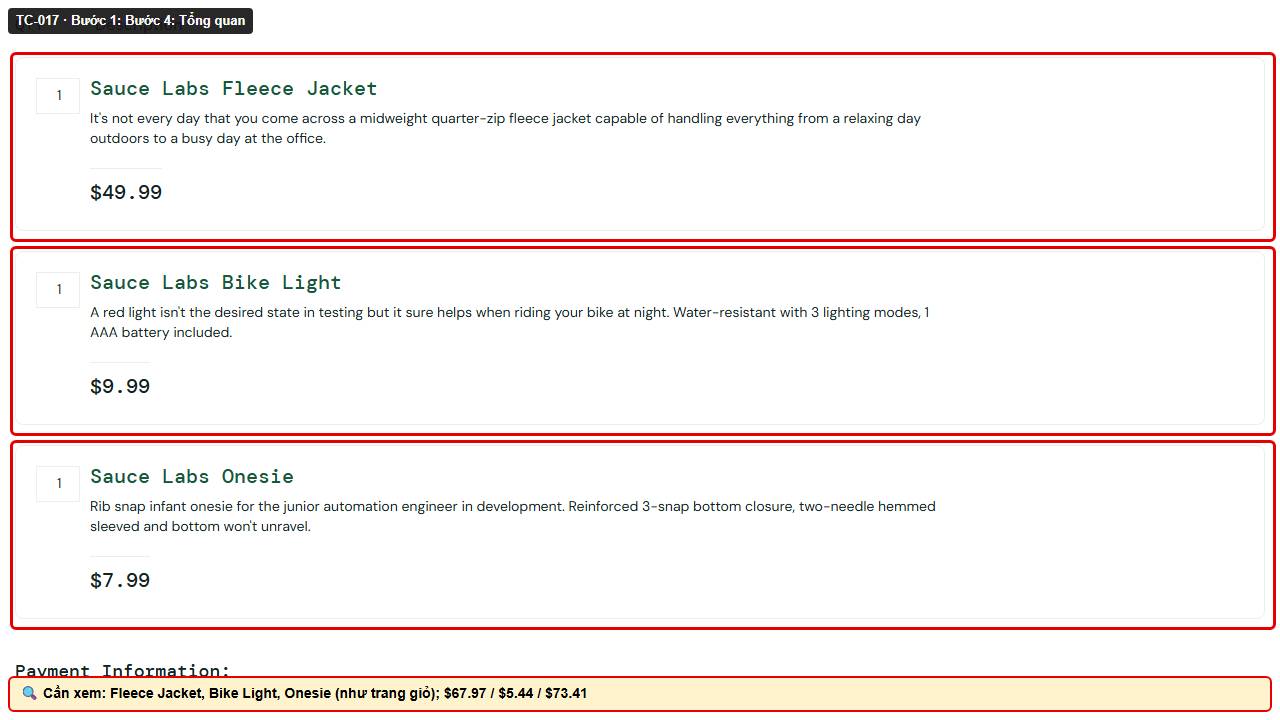 TC-017 · Bước 1: Bước 4: Tổng quan
1
Sauce Labs Fleece Jacket
It's not every day that you come across a midweight quarter-zip fleece jacket capable of handling everything from a relaxing day
outdoors to a busy day at the office.
$49.99
1
Sauce Labs Bike Light
A red light isn't the desired state in testing but it sure helps when riding your bike at night. Water-resistant with 3 lighting modes, 1
AAA battery included.
$9.99
1
Sauce Labs Onesie
Rib snap infant onesie for the junior automation engineer in development. Reinforced 3-snap bottom closure, two-needle hemmed
sleeved and bottom won't unravel.
$7.99
Payment Information:
🔍 Cần xem: Fleece Jacket, Bike Light, Onesie (như trang giỏ); $67.97 / $5.44 / $73.41